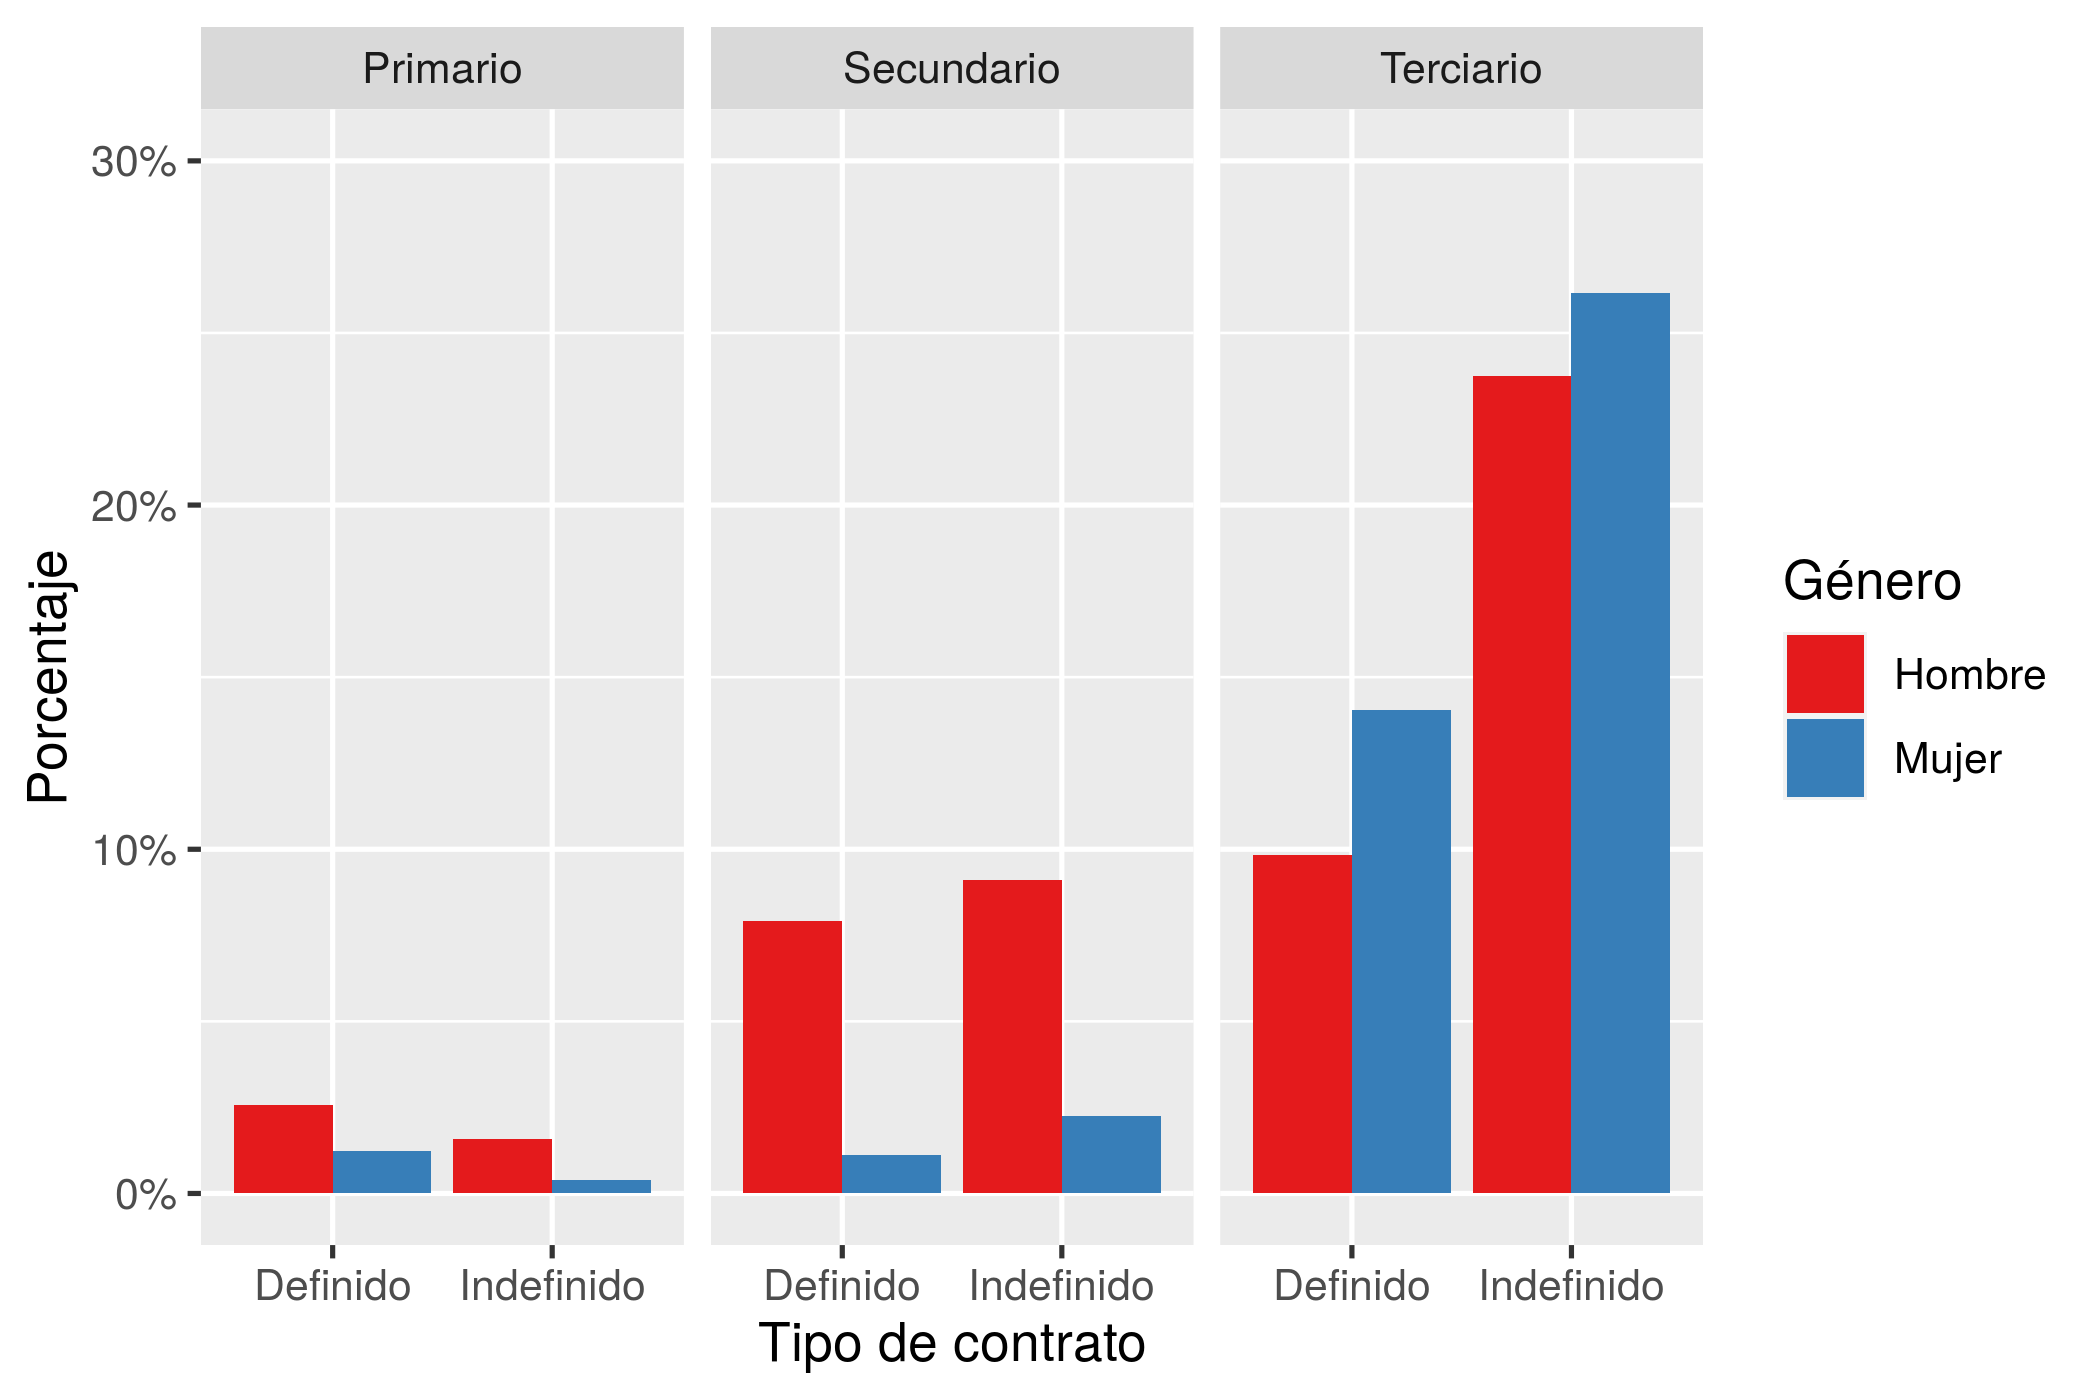 Primario Secundario Terciario
30%
20%
10%
0%
Porcentaje
Definido Indefinido Definido Indefinido Definido Indefinido
Tipo de contrato
Género
Hombre
Mujer